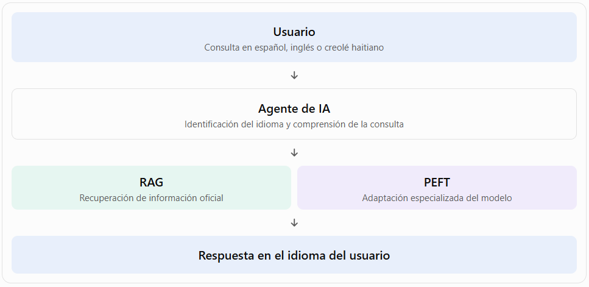 Usuario
Consulta en español, inglés o creolé haitiano
↓
Agente de IA
Identificación del idioma y comprensión de la consulta
↓
RAG
Recuperación de información oficial
PEFT
Adaptación especializada del modelo
↓
Respuesta en el idioma del usuario